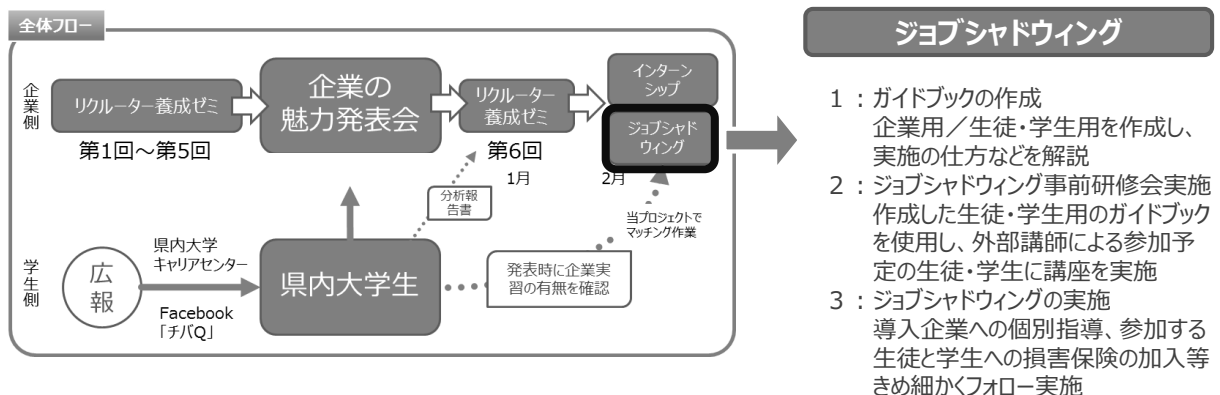 全体フロー
企業側
リクルーター養成ゼミ
第1回～第5回
企業の
魅力発表会
リクルーター
養成ゼミ
第6回
1月
インターン
シップ
ジョブシャド
ウィング
2月
分析報
告書
当プロジェクトで
マッチング作業
学生側
広
報
県内大学
キャリアセンター
Facebook
「チバQ」
県内大学生
発表時に企業実
習の有無を確認
ジョブシャドウィング
1：ガイドブックの作成
企業用／生徒・学生用を作成し、
実施の仕方などを解説
2：ジョブシャドウィング事前研修会実施
作成した生徒・学生用のガイドブック
を使用し、外部講師による参加予
定の生徒・学生に講座を実施
3：ジョブシャドウィングの実施
導入企業への個別指導、参加する
生徒と学生への損害保険の加入等
きめ細かくフォロー実施